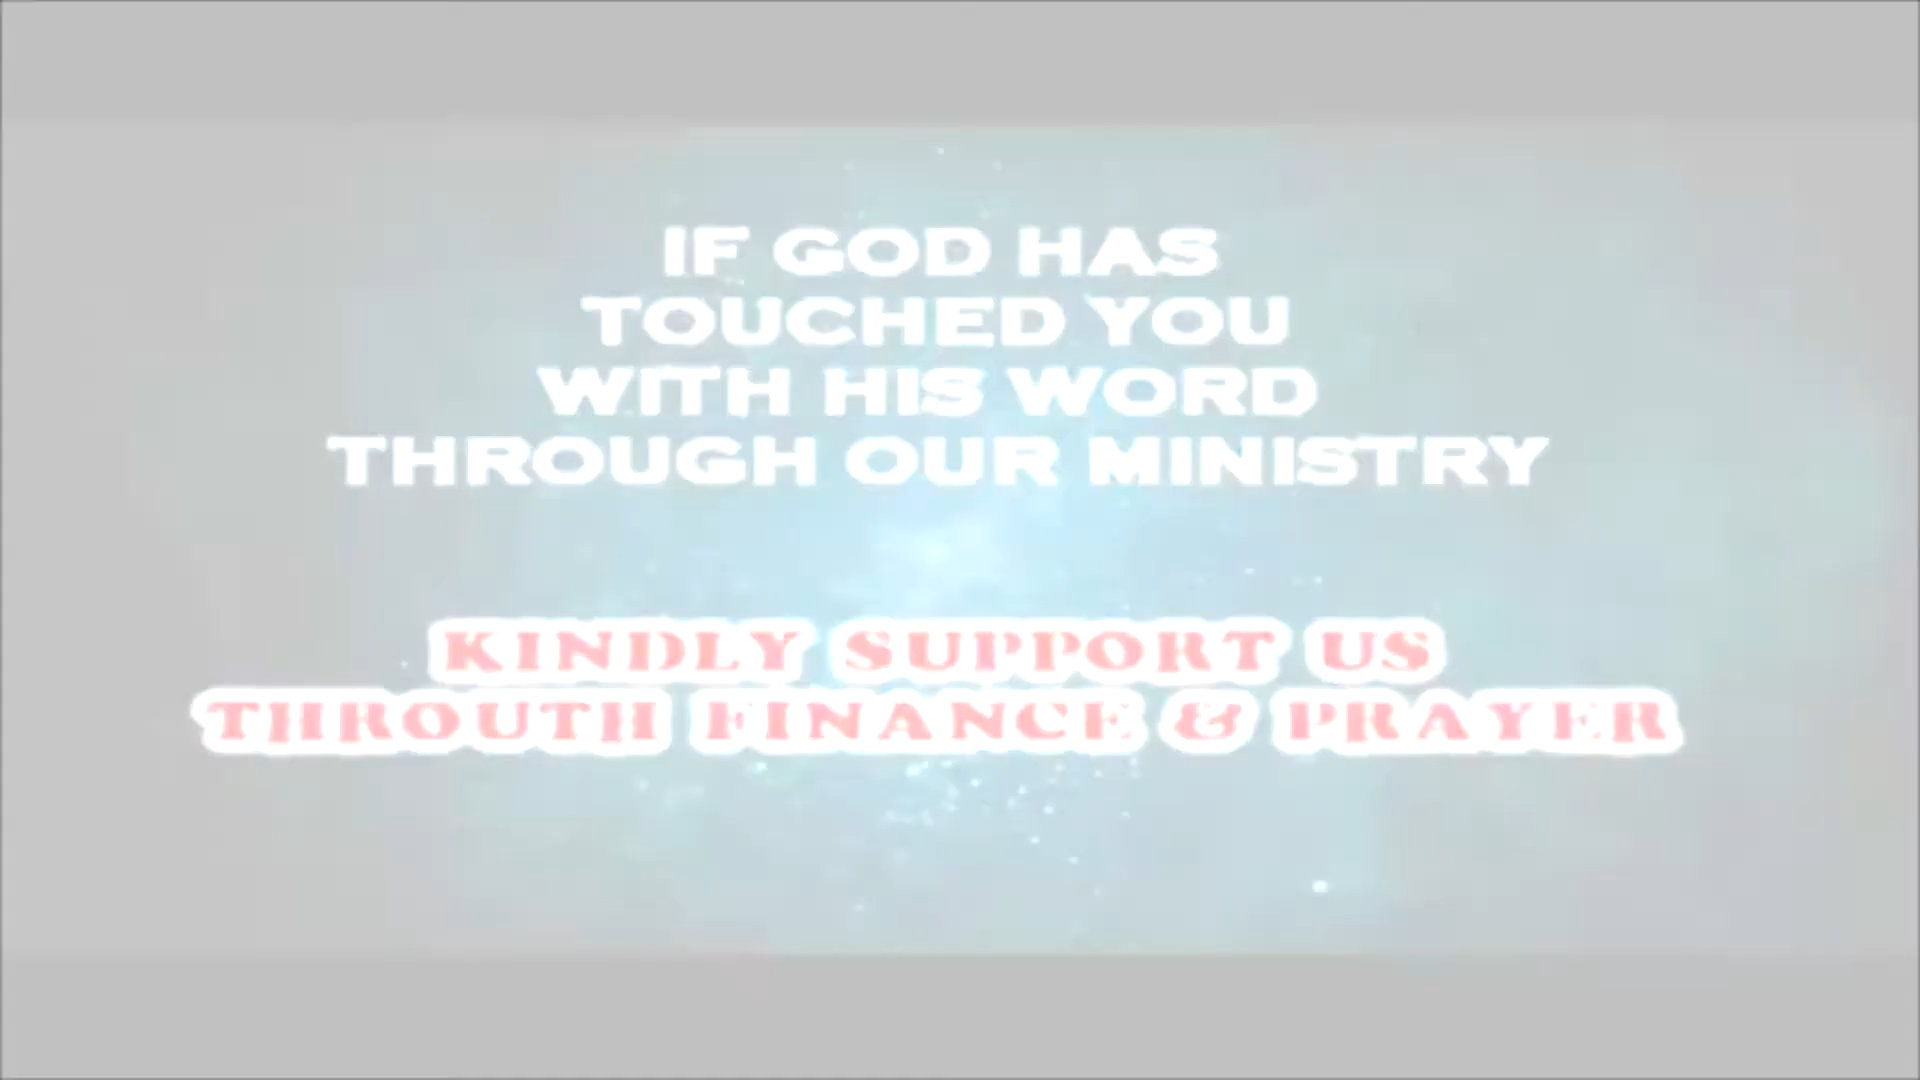 IF GOD HAS
TOUCHED YOU
WITH HIS WORD
THROUGH OUR MINISTRY
KINDLY SUPPORT US
THROUTH FINANCE & PRAYER